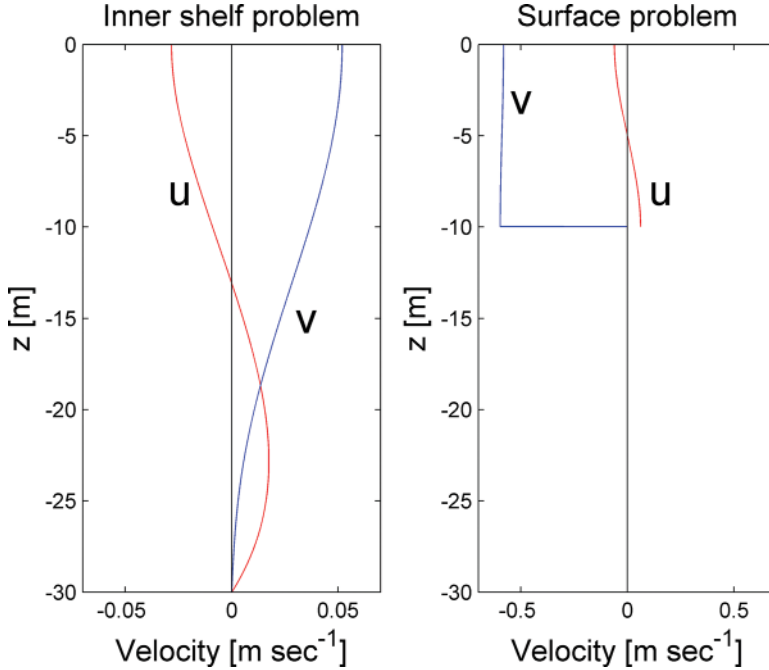 Inner shelf problem
0
-5
-10
-15
-20
-25
-30
z [m]
u
v
-0.05
0
0.05
Velocity [m sec⁻¹]
Surface problem
0
-5
-10
-15
-20
-25
-30
z [m]
v
u
-0.5
0
0.5
Velocity [m sec⁻¹]